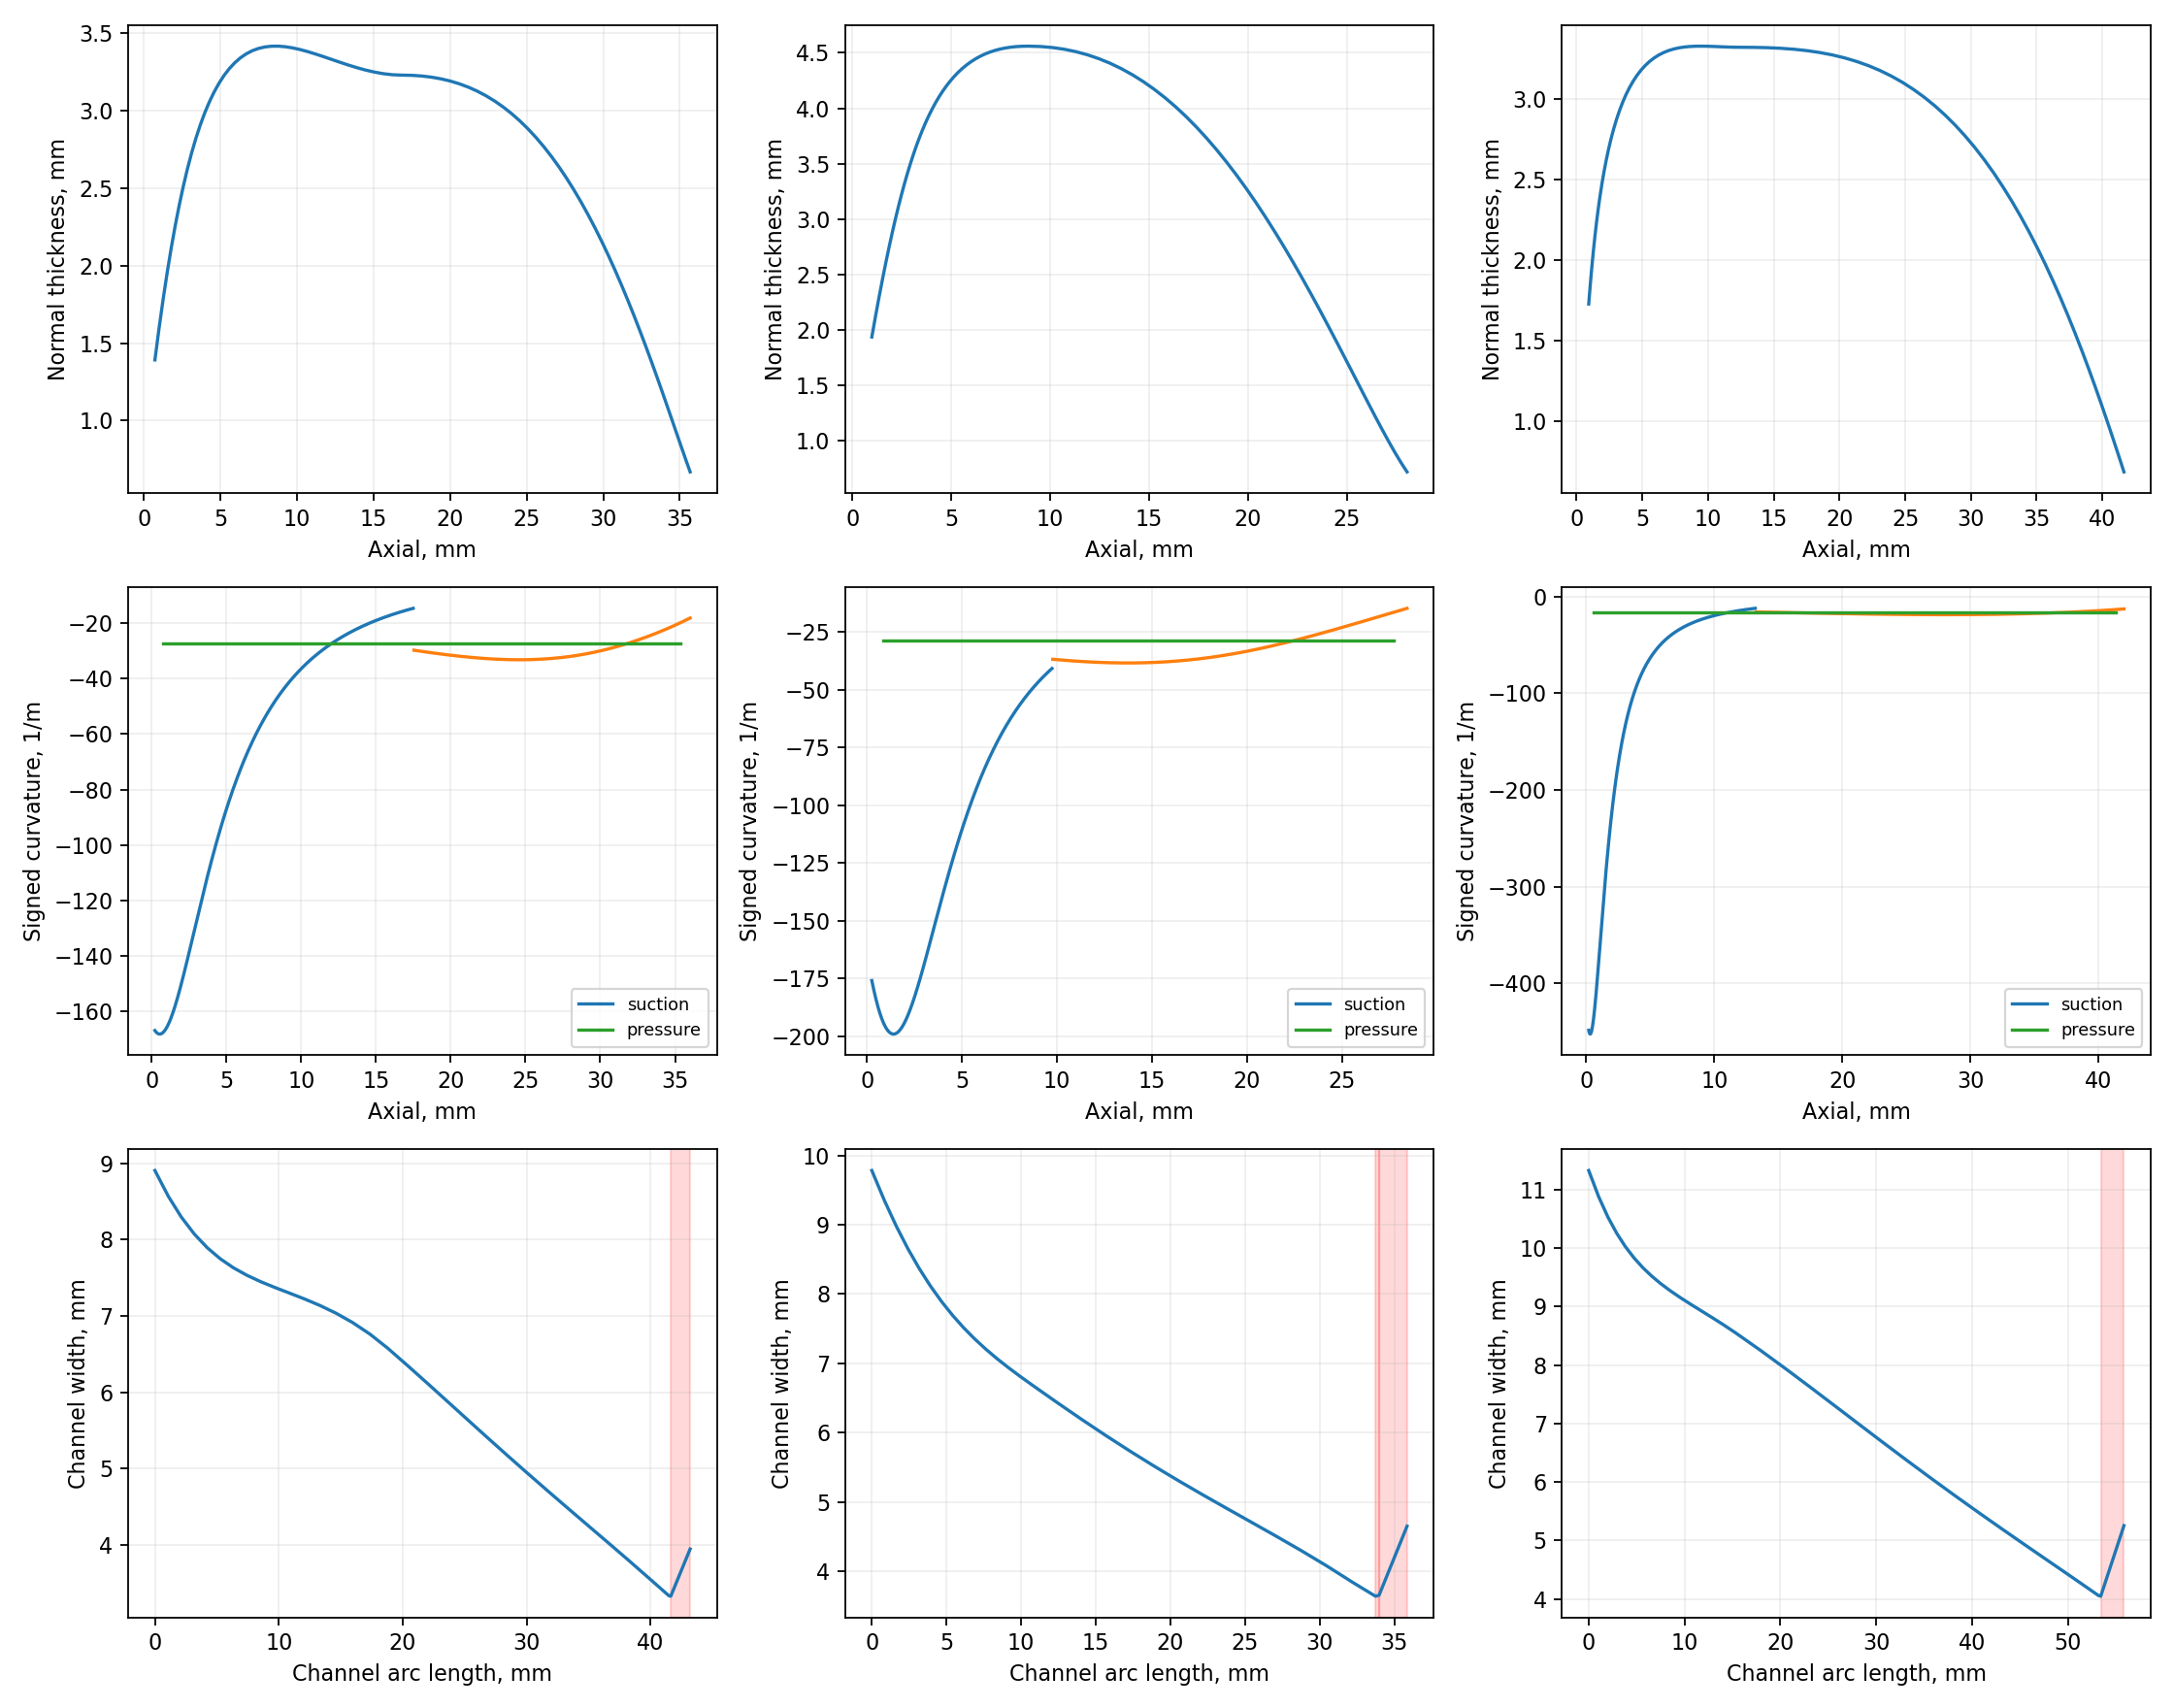 3.5
3.0
2.5
2.0
1.5
1.0
Normal thickness, mm
0 5 10 15 20 25 30 35
Axial, mm
4.5
4.0
3.5
3.0
2.5
2.0
1.5
1.0
Normal thickness, mm
0 5 10 15 20 25
Axial, mm
3.0
2.5
2.0
1.5
1.0
Normal thickness, mm
0 5 10 15 20 25 30 35 40
Axial, mm
−20
−40
−60
−80
−100
−120
−140
−160
Signed curvature, 1/m
suction
pressure
0 5 10 15 20 25 30 35
Axial, mm
−25
−50
−75
−100
−125
−150
−175
−200
Signed curvature, 1/m
suction
pressure
0 5 10 15 20 25
Axial, mm
0
−100
−200
−300
−400
Signed curvature, 1/m
suction
pressure
0 10 20 30 40
Axial, mm
9
8
7
6
5
4
Channel width, mm
0 10 20 30 40
Channel arc length, mm
10
9
8
7
6
5
4
Channel width, mm
0 5 10 15 20 25 30 35
Channel arc length, mm
11
10
9
8
7
6
5
4
Channel width, mm
0 10 20 30 40 50
Channel arc length, mm